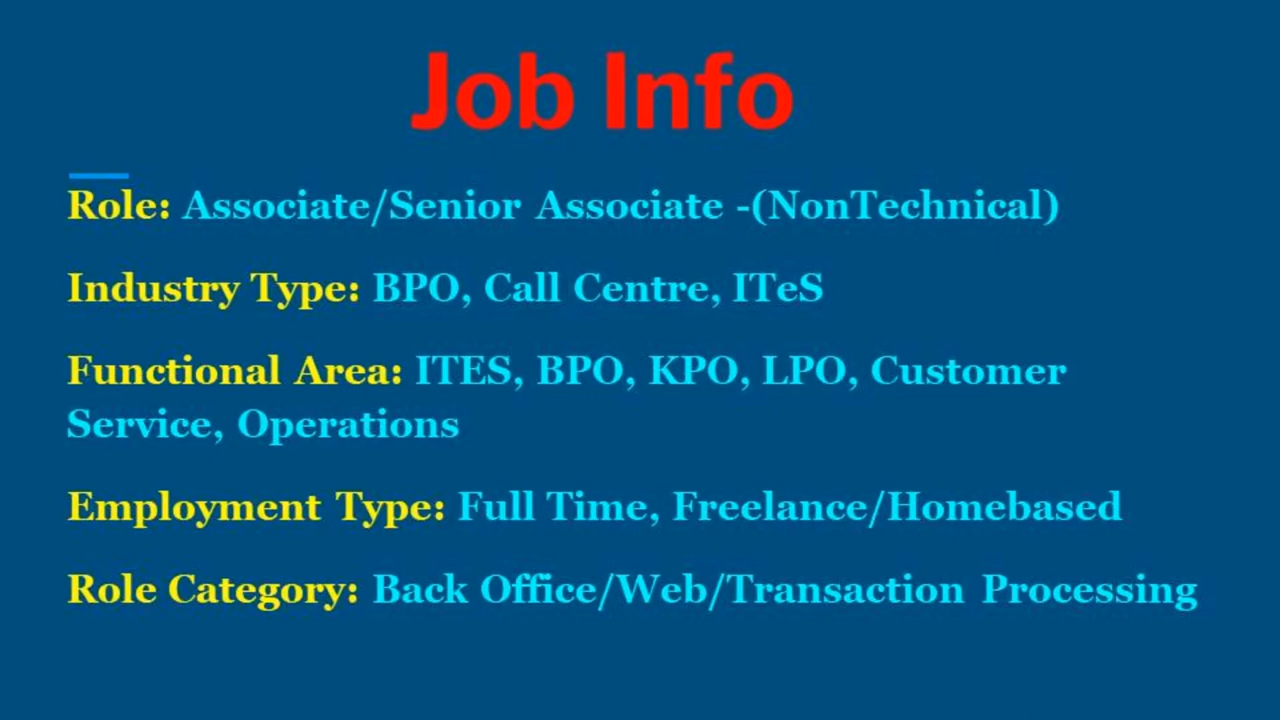 Job Info
Role: Associate/Senior Associate -(NonTechnical)
Industry Type: BPO, Call Centre, ITeS
Functional Area: ITES, BPO, KPO, LPO, Customer
Service, Operations
Employment Type: Full Time, Freelance/Homebased
Role Category: Back Office/Web/Transaction Processing